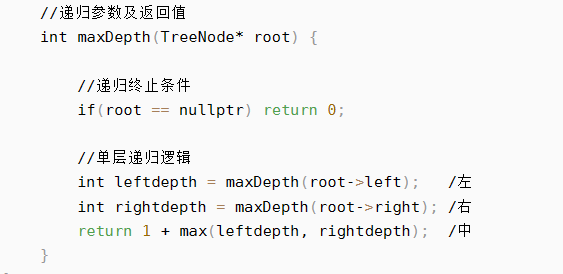 //递归参数及返回值
int maxDepth(TreeNode* root) {
//递归终止条件
if(root == nullptr) return 0;
//单层递归逻辑
int leftdepth = maxDepth(root->left);   /左
int rightdepth = maxDepth(root->right); /右
return 1 + max(leftdepth, rightdepth);  /中
}